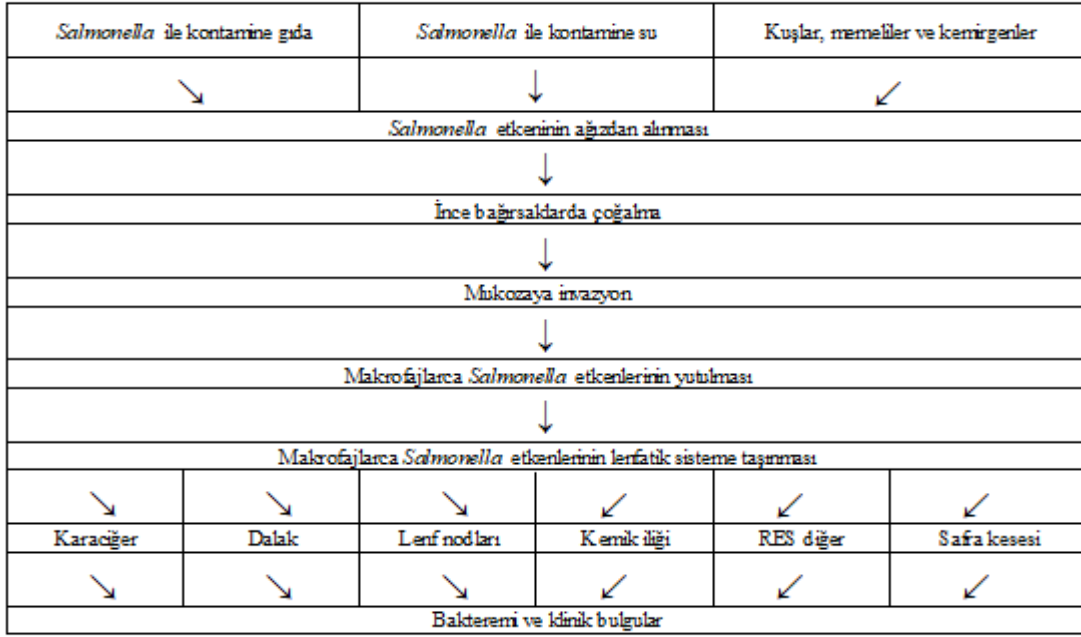 Salmonella ile kontamine gıda
Salmonella ile kontamine su
Kuşlar, memeliler ve kemirgenler
Salmonella etkeninin ağızdan alınması
İnce bağırsaklarda çoğalma
Mukozaya invazyon
Makrofajlarca Salmonella etkenlerinin yutulması
Makrofajlarca Salmonella etkenlerinin lenfatik sisteme taşınması
Karaciğer
Dalak
Lenf nodları
Kemik iliği
RES diğer
Safra kesesi
Bakteremi ve klinik bulgular